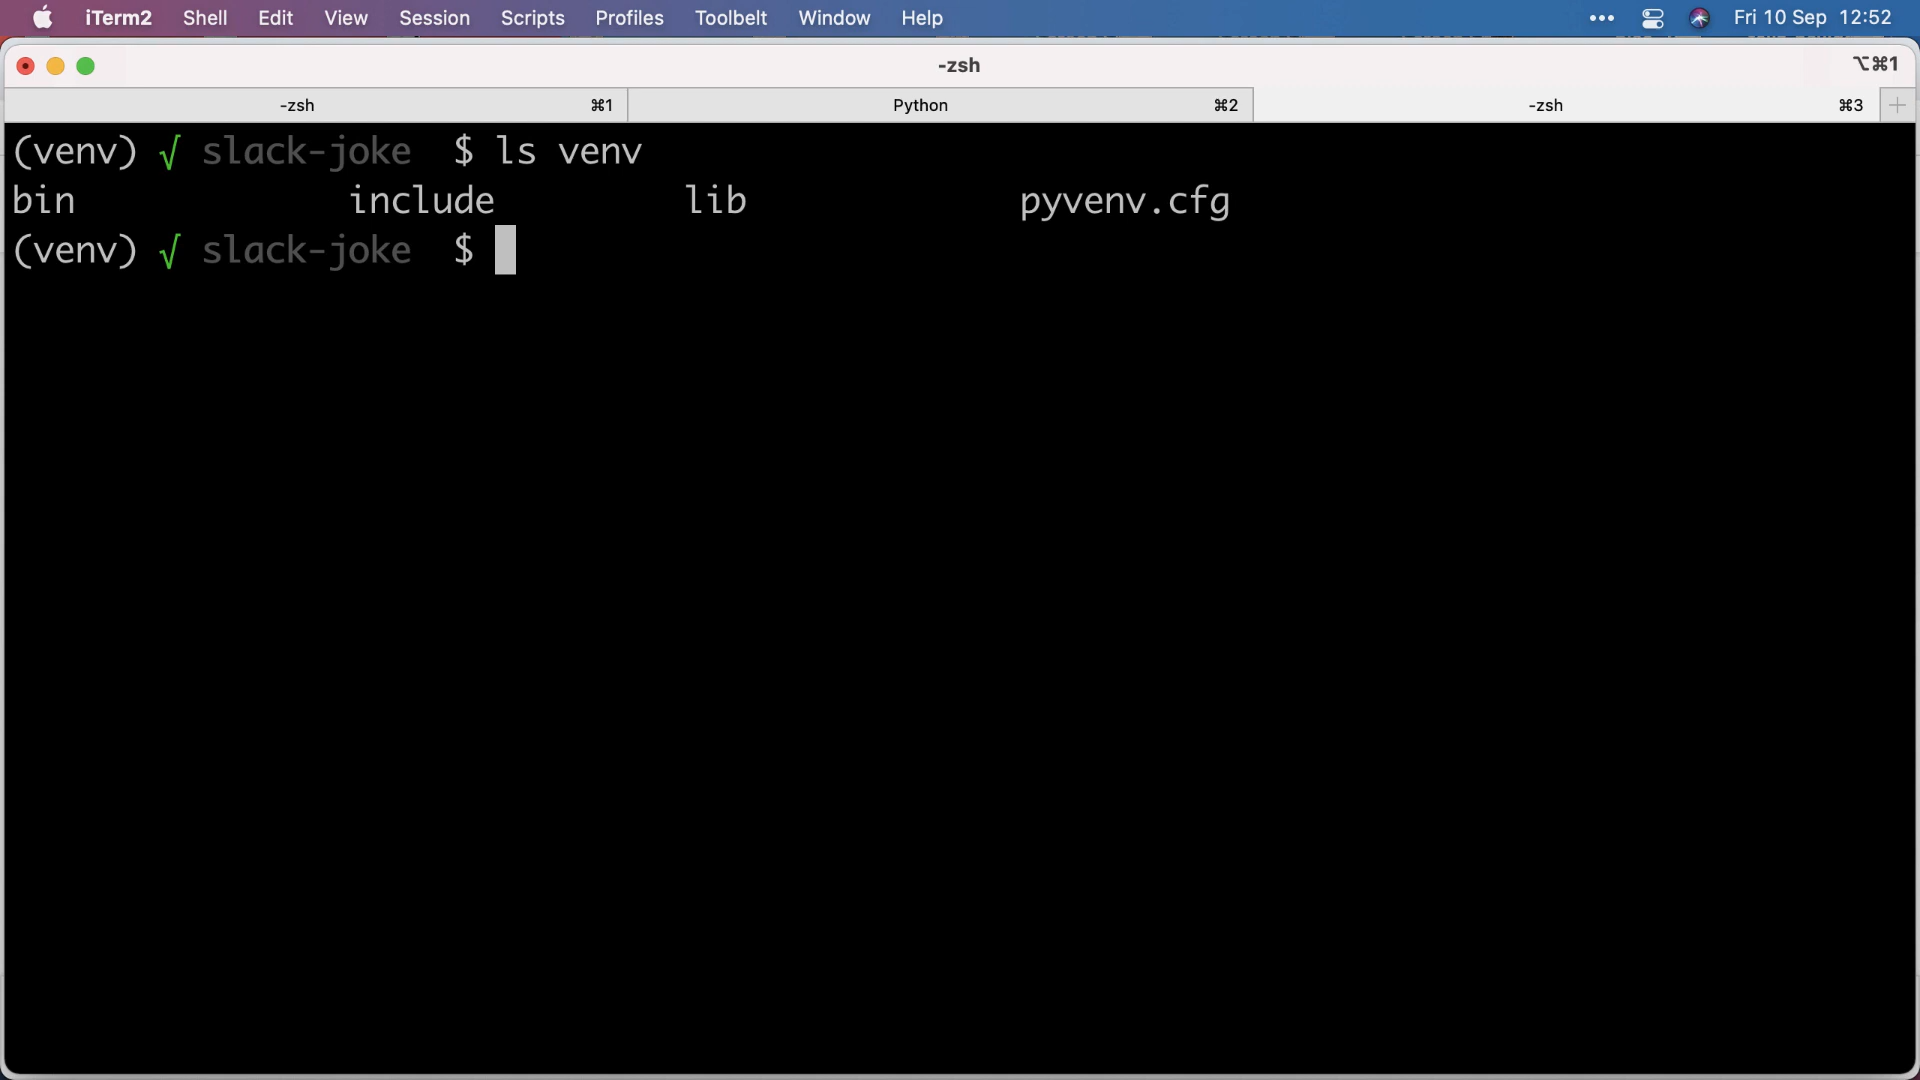 iTerm2 Shell Edit View Session Scripts Profiles Toolbelt Window Help Fri 10 Sep 12:52
-zsh ⌥⌘1
-zsh ⌘1 Python ⌘2 -zsh ⌘3
(venv) √ slack-joke $ ls venv
bin include lib pyvenv.cfg
(venv) √ slack-joke $